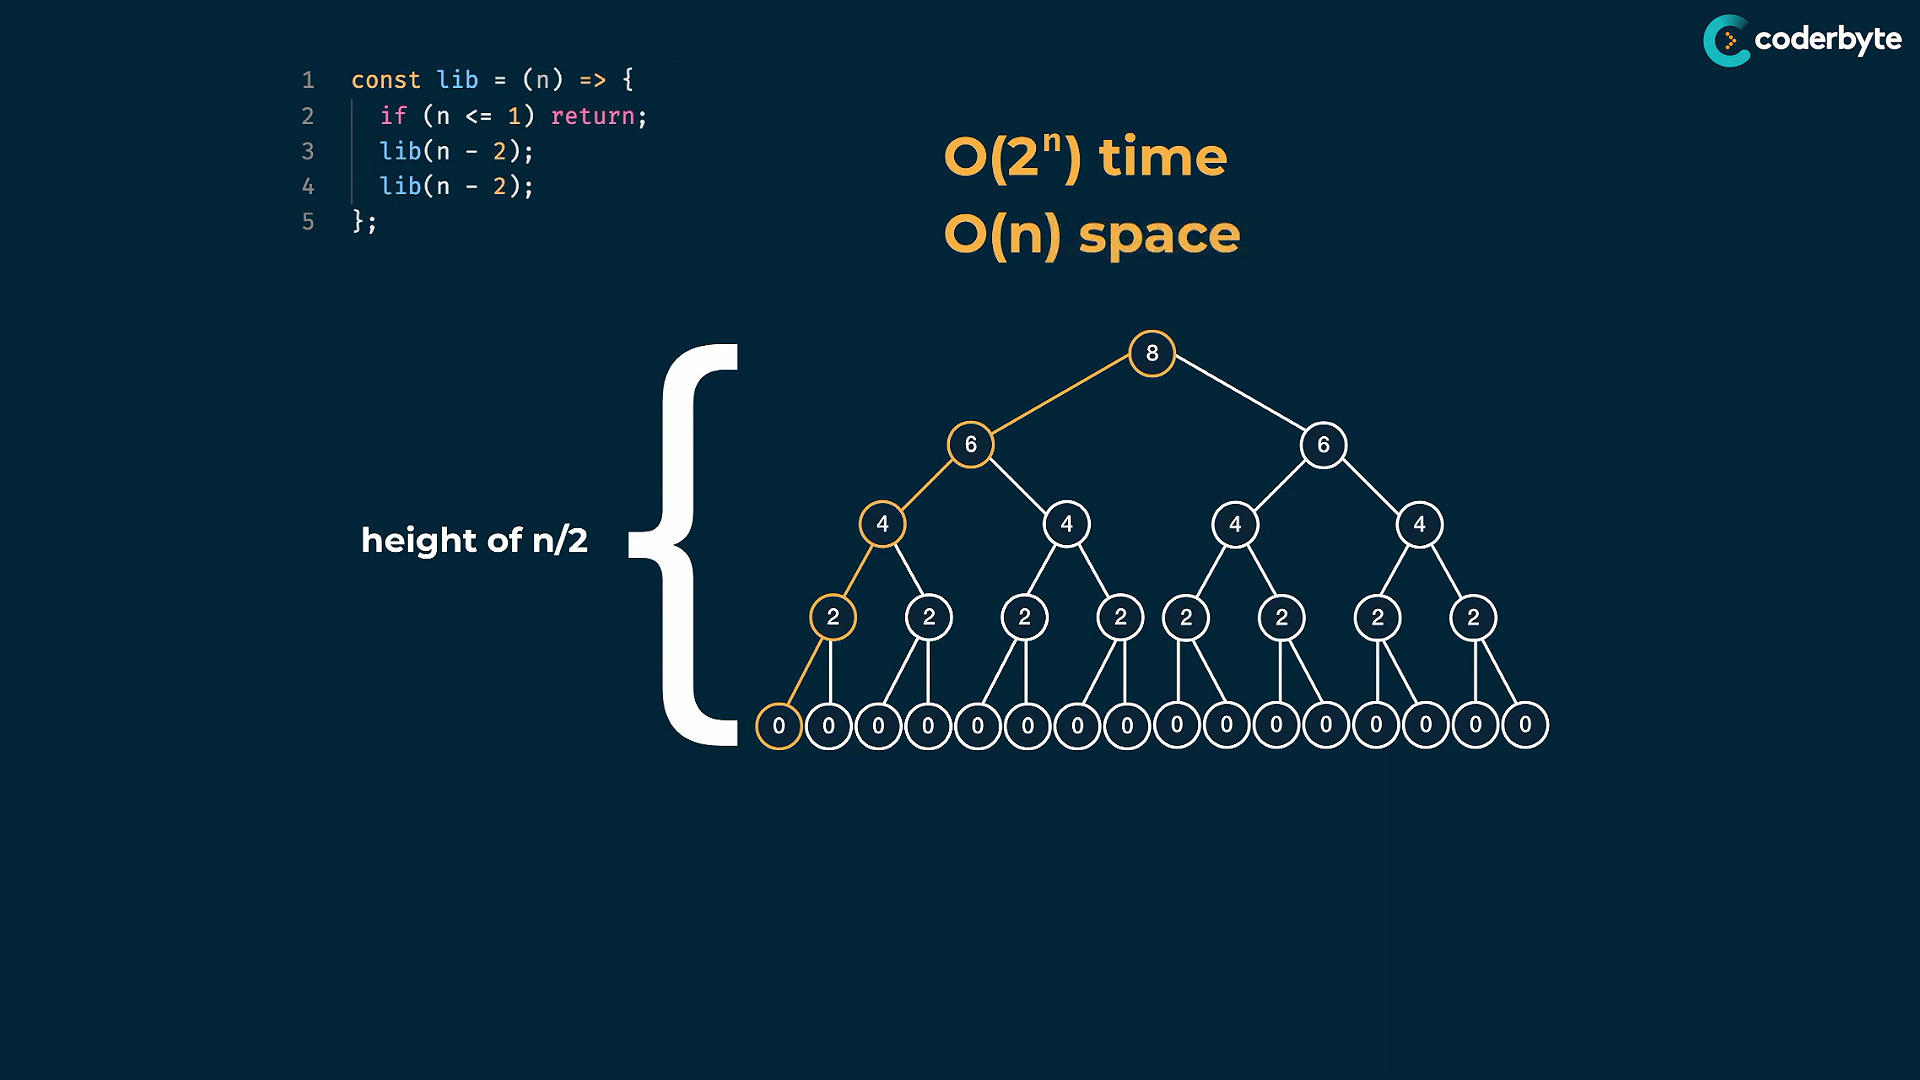 coderbyte
1 const lib = (n) => {
2 if (n <= 1) return;
3 lib(n - 2);
4 lib(n - 2);
5 };
O(2ⁿ) time
O(n) space
height of n/2
8
6 6
4 4 4 4
2 2 2 2 2 2 2 2
0 0 0 0 0 0 0 0 0 0 0 0 0 0 0 0